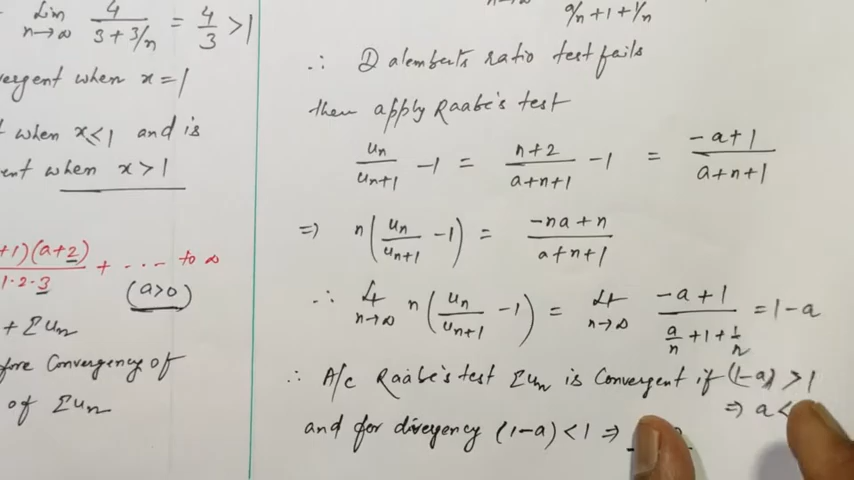 Lim n→∞ 4 / (3 + 3/n) = 4/3 > 1
vergent when x = 1
when x < 1 and is
ent when x > 1
+1)(a+2) / 1·2·3 + ···· to ∞
(a>0)
+ Σun
fore Convergency of
of Σun
n→∞ a/n + 1 + 1/n
∴ D alembert's ratio test fails
then apply Raabe's test
un/un+1 − 1 = (n+2)/(a+n+1) − 1 = (−a+1)/(a+n+1)
⇒ n(un/un+1 − 1) = (−na+n)/(a+n+1)
∴ Lt n→∞ n(un/un+1 − 1) = Lt n→∞ (−a+1)/(a/n + 1 + 1/n) = 1−a
∴ A/c Raabe's test Σun is Convergent if (1−a) > 1
⇒ a <
and for divegency (1−a) < 1 ⇒